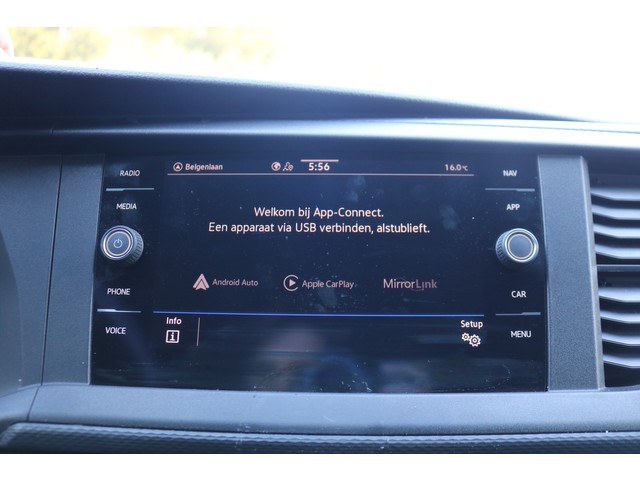 RADIO
MEDIA
PHONE
VOICE
Belgenlaan
5:56
16.0°C
Welkom bij App-Connect.
Een apparaat via USB verbinden, alstublieft.
Android Auto
Apple CarPlay
MirrorLink
Info
Setup
NAV
APP
CAR
MENU